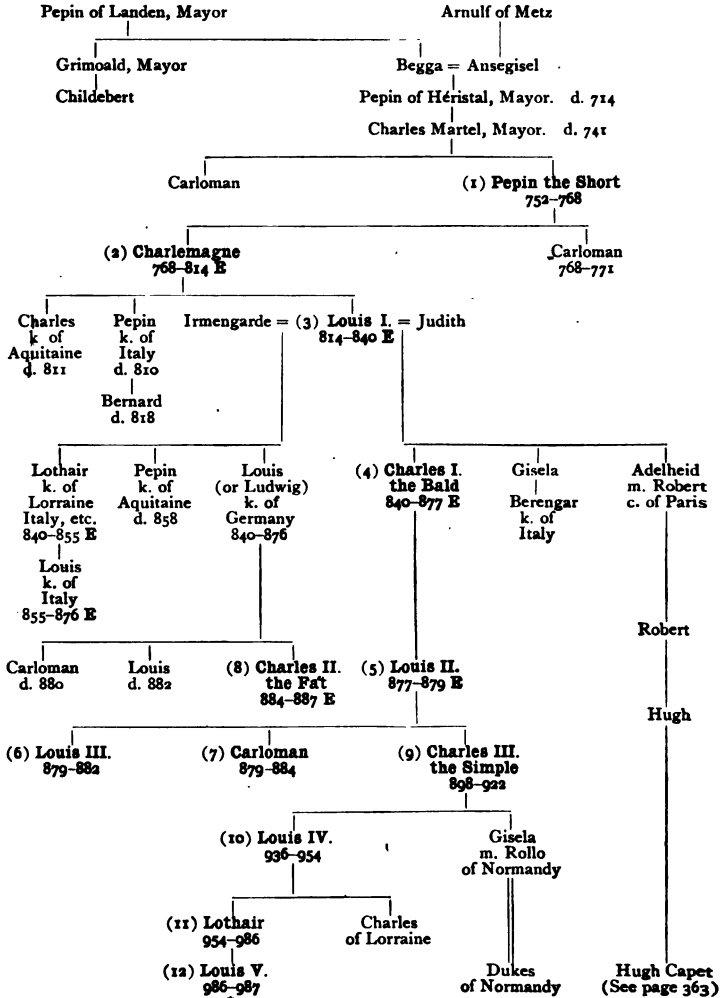 Pepin of Landen, Mayor
Arnulf of Metz
Grimoald, Mayor
Begga = Ansegisel
Childebert
Pepin of Héristal, Mayor. d. 714
Charles Martel, Mayor. d. 741
Carloman
(1) Pepin the Short
752–768
(2) Charlemagne
768–814 E
Carloman
768–771
Charles
k of
Aquitaine
d. 811
Pepin
k. of
Italy
d. 810
Bernard
d. 818
Irmengarde = (3) Louis I. = Judith
814–840 E
Lothair
k. of
Lorraine
Italy, etc.
840–855 E
Louis
k. of
Italy
855–876 E
Pepin
k. of
Aquitaine
d. 858
Louis
(or Ludwig)
k. of
Germany
840–876
(4) Charles I.
the Bald
840–877 E
Gisela
Berengar
k. of
Italy
Adelheid
m. Robert
c. of Paris
Robert
Carloman
d. 880
Louis
d. 882
(8) Charles II.
the Fat
884–887 E
(5) Louis II.
877–879 E
Hugh
(6) Louis III.
879–882
(7) Carloman
879–884
(9) Charles III.
the Simple
898–922
(10) Louis IV.
936–954
Gisela
m. Rollo
of Normandy
(11) Lothair
954–986
Charles
of Lorraine
(12) Louis V.
986–987
Dukes
of Normandy
Hugh Capet
(See page 363)